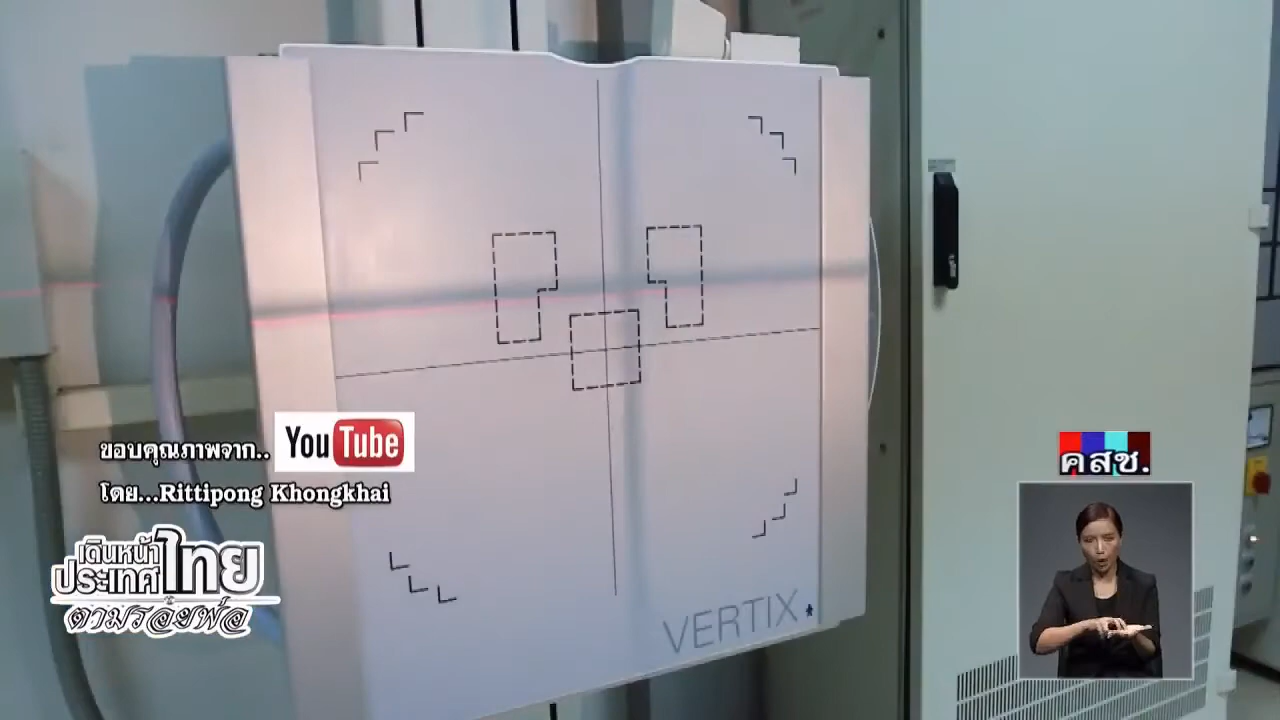 ขอบคุณภาพจาก.. YouTube
โดย...Rittipong Khongkhai
เดินหน้า
ประเทศไทย
ตามรอยพ่อ
VERTIX
คสช.